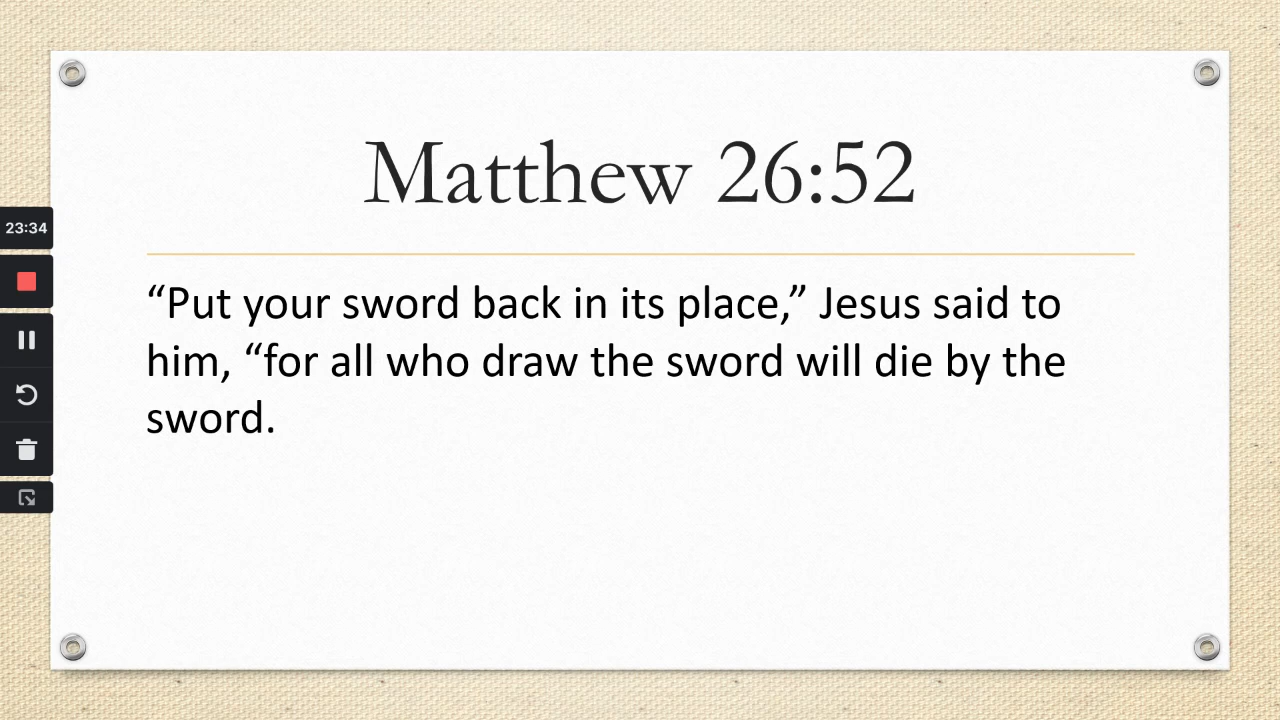 Matthew 26:52
23:34
“Put your sword back in its place,” Jesus said to
him, “for all who draw the sword will die by the
sword.